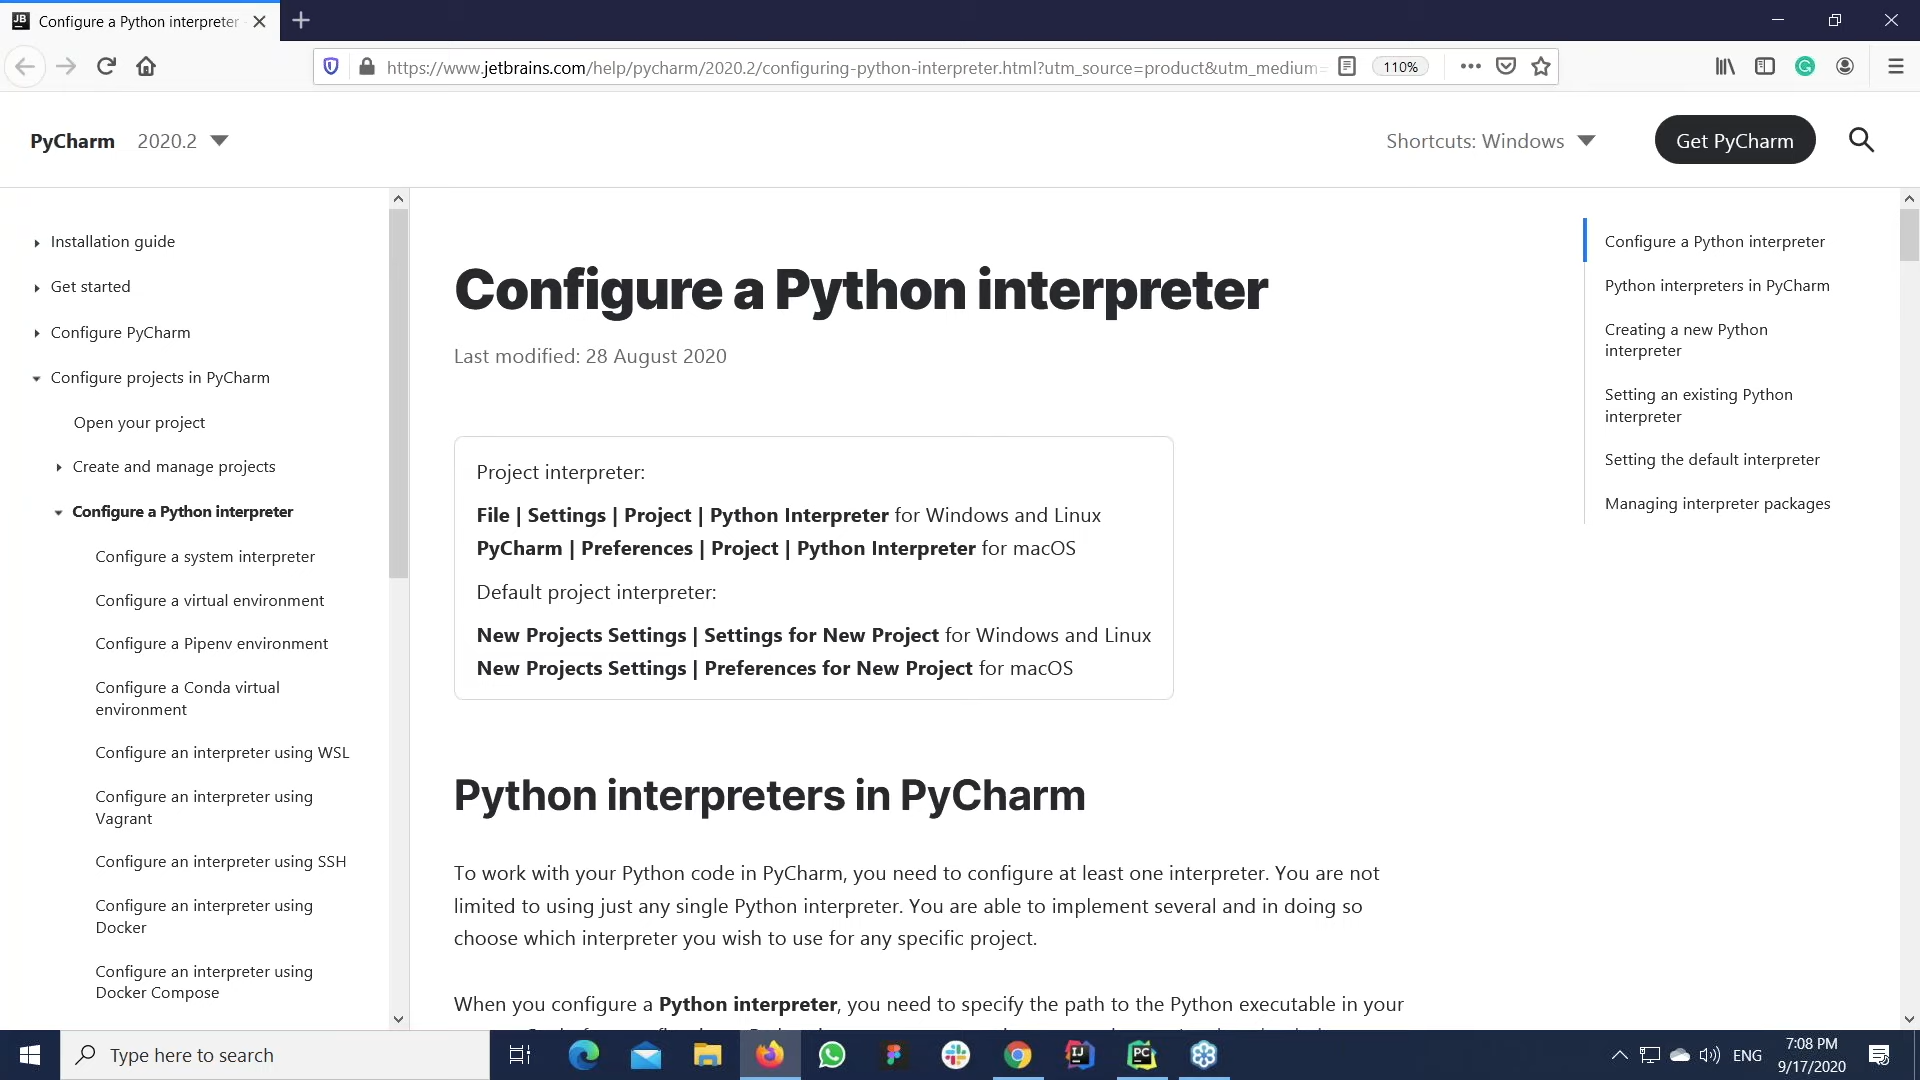 Configure a Python interpreter
https://www.jetbrains.com/help/pycharm/2020.2/configuring-python-interpreter.html?utm_source=product&utm_medium=
110%
PyCharm 2020.2
Shortcuts: Windows
Get PyCharm
Installation guide
Get started
Configure PyCharm
Configure projects in PyCharm
Open your project
Create and manage projects
Configure a Python interpreter
Configure a system interpreter
Configure a virtual environment
Configure a Pipenv environment
Configure a Conda virtual
environment
Configure an interpreter using WSL
Configure an interpreter using
Vagrant
Configure an interpreter using SSH
Configure an interpreter using
Docker
Configure an interpreter using
Docker Compose
Configure a Python interpreter
Last modified: 28 August 2020
Project interpreter:
File | Settings | Project | Python Interpreter for Windows and Linux
PyCharm | Preferences | Project | Python Interpreter for macOS
Default project interpreter:
New Projects Settings | Settings for New Project for Windows and Linux
New Projects Settings | Preferences for New Project for macOS
Python interpreters in PyCharm
To work with your Python code in PyCharm, you need to configure at least one interpreter. You are not
limited to using just any single Python interpreter. You are able to implement several and in doing so
choose which interpreter you wish to use for any specific project.
When you configure a Python interpreter, you need to specify the path to the Python executable in your
Configure a Python interpreter
Python interpreters in PyCharm
Creating a new Python
interpreter
Setting an existing Python
interpreter
Setting the default interpreter
Managing interpreter packages
Type here to search
ENG
7:08 PM
9/17/2020